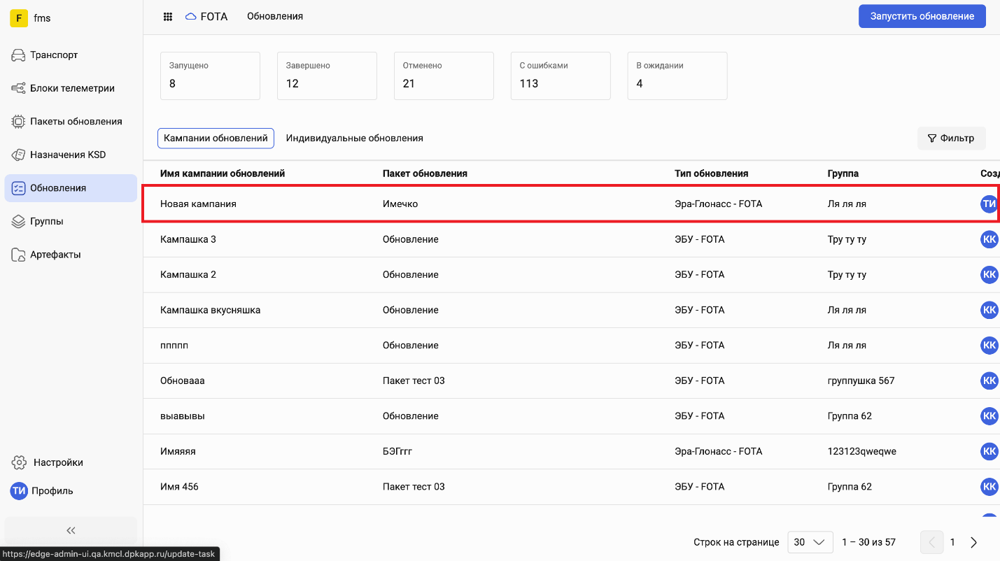 F fms
FOTA Обновления Запустить обновление
Транспорт
Блоки телеметрии
Пакеты обновления
Назначения KSD
Обновления
Группы
Артефакты
Настройки
ТИ Профиль
Запущено Завершено Отменено С ошибками В ожидании
8 12 21 113 4
Кампании обновлений Индивидуальные обновления Фильтр
Имя кампании обновлений Пакет обновления Тип обновления Группа Созд
Новая кампания Имечко Эра-Глонасс - FOTA Ля ля ля ТИ
Кампашка 3 Обновление ЭБУ - FOTA Тру ту ту КК
Кампашка 2 Обновление ЭБУ - FOTA Тру ту ту КК
Кампашка вкусняшка Обновление ЭБУ - FOTA Ля ля ля КК
ппппп Обновление ЭБУ - FOTA Ля ля ля КК
Обновааа Пакет тест 03 ЭБУ - FOTA группушка 567 КК
выавывы Обновление ЭБУ - FOTA Группа 62 КК
Имяяяя БЭГггг Эра-Глонасс - FOTA 123123qweqwe КК
Имя 456 Пакет тест 03 ЭБУ - FOTA Группа 62 КК
Строк на странице 30 1 – 30 из 57 1
https://edge-admin-ui.qa.kmcl.dpkapp.ru/update-task